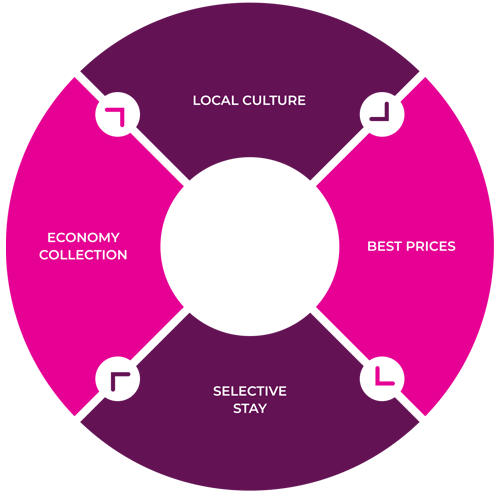 LOCAL CULTURE
ECONOMY
COLLECTION
BEST PRICES
SELECTIVE
STAY